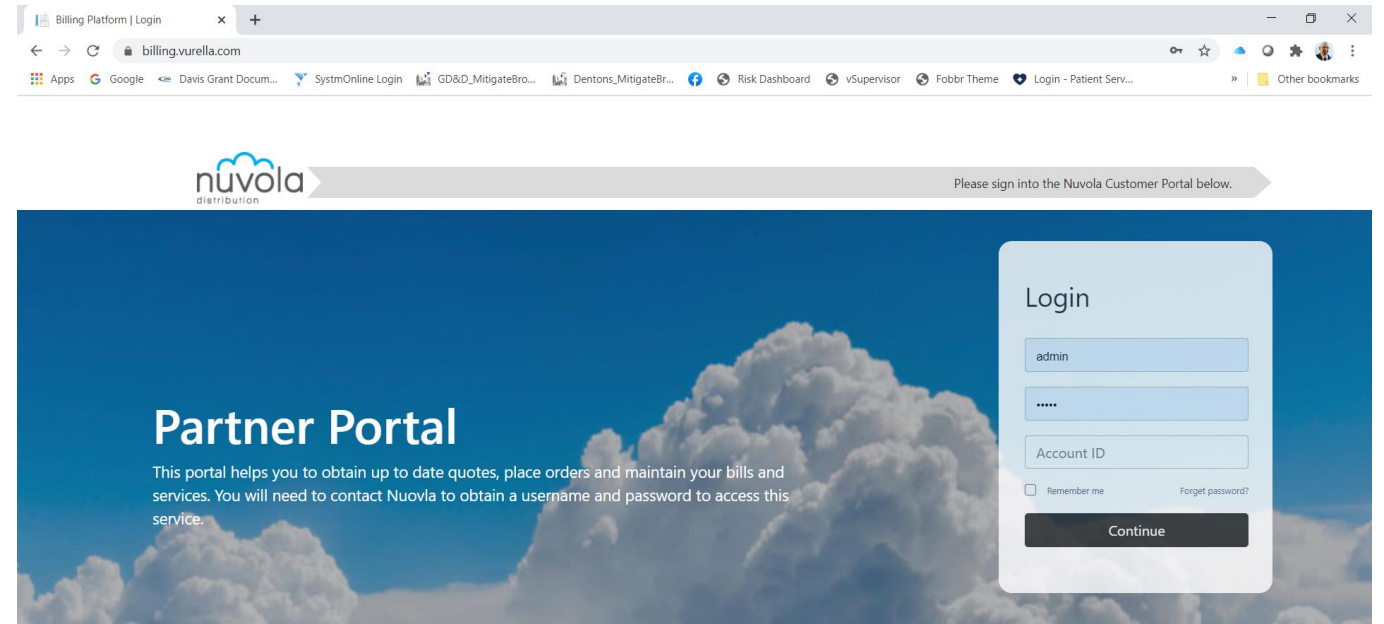 Billing Platform | Login
billing.vurella.com
Apps Google Davis Grant Docum... SystmOnline Login GD&D_MitigateBro... Dentons_MitigateBr... Risk Dashboard vSupervisor Fobbr Theme Login - Patient Serv... » Other bookmarks
nuvola
distribution
Please sign into the Nuvola Customer Portal below.
Login
admin
•••••
Account ID
Remember me Forget password?
Continue
Partner Portal
This portal helps you to obtain up to date quotes, place orders and maintain your bills and
services. You will need to contact Nuovla to obtain a username and password to access this
service.